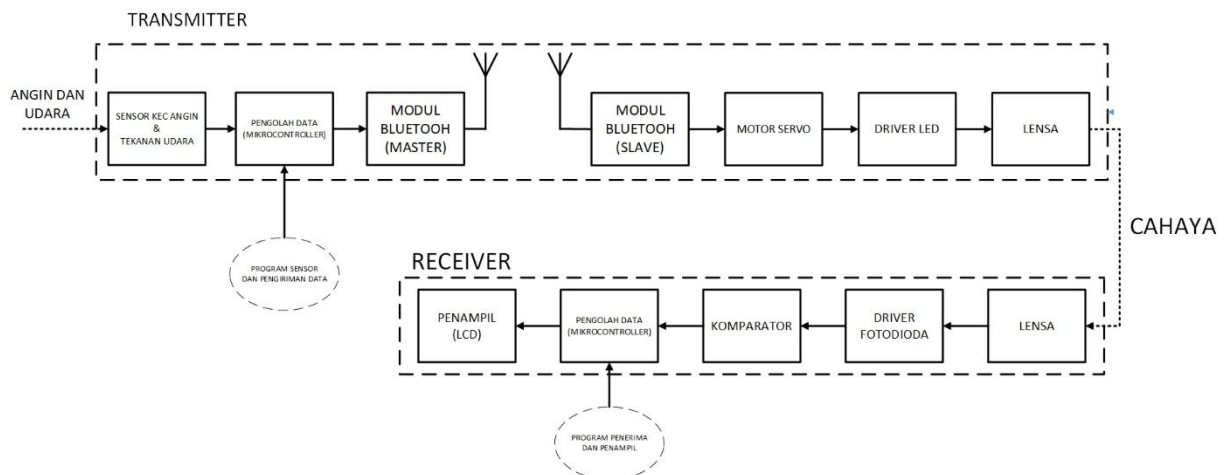 TRANSMITTER
ANGIN DAN
UDARA
SENSOR KEC ANGIN
&
TEKANAN UDARA
PENGOLAH DATA
(MIKROCONTROLLER)
MODUL
BLUETOOH
(MASTER)
MODUL
BLUETOOH
(SLAVE)
MOTOR SERVO
DRIVER LED
LENSA
CAHAYA
PROGRAM SENSOR
DAN PENGIRIMAN DATA
RECEIVER
PENAMPIL
(LCD)
PENGOLAH DATA
(MIKROCONTROLLER)
KOMPARATOR
DRIVER
FOTODIODA
LENSA
PROGRAM PENERIMA
DAN PENAMPIL